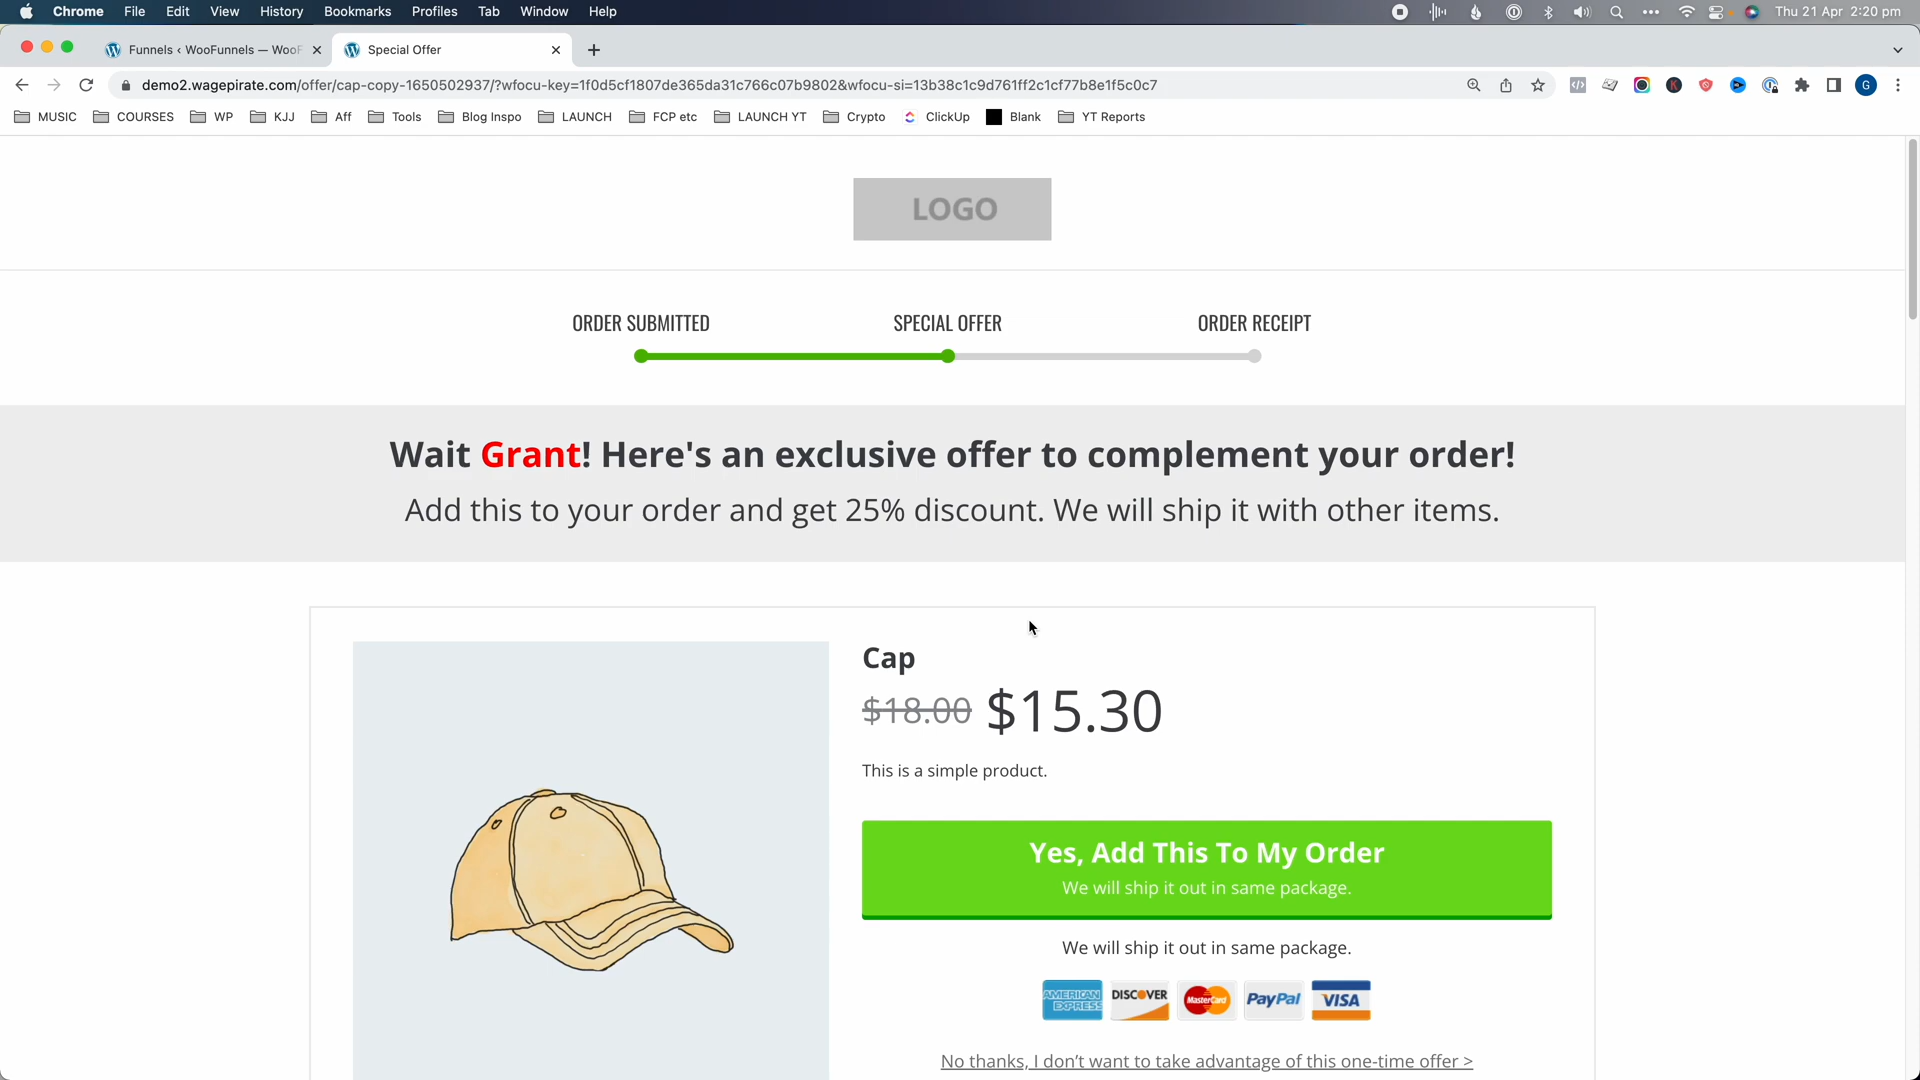 Chrome File Edit View History Bookmarks Profiles Tab Window Help Thu 21 Apr 2:20 pm
Funnels ‹ WooFunnels — WooF Special Offer
demo2.wagepirate.com/offer/cap-copy-1650502937/?wfocu-key=1f0d5cf1807de365da31c766c07b9802&wfocu-si=13b38c1c9d761ff2c1cf77b8e1f5c0c7
MUSIC COURSES WP KJJ Aff Tools Blog Inspo LAUNCH FCP etc LAUNCH YT Crypto ClickUp Blank YT Reports
LOGO
ORDER SUBMITTED SPECIAL OFFER ORDER RECEIPT
Wait Grant! Here's an exclusive offer to complement your order!
Add this to your order and get 25% discount. We will ship it with other items.
Cap
$18.00 $15.30
This is a simple product.
Yes, Add This To My Order
We will ship it out in same package.
We will ship it out in same package.
AMERICAN EXPRESS DISCOVER MasterCard PayPal VISA
No thanks, I don't want to take advantage of this one-time offer >